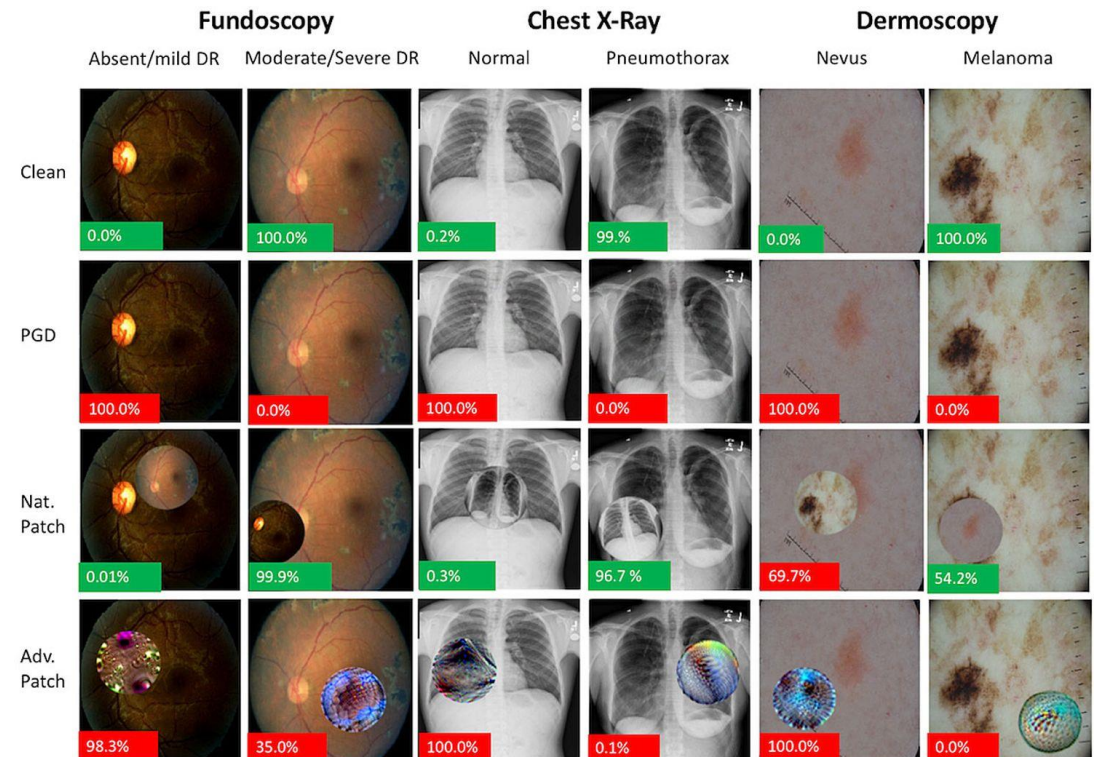 Fundoscopy Chest X-Ray Dermoscopy
Absent/mild DR Moderate/Severe DR Normal Pneumothorax Nevus Melanoma
Clean
0.0% 100.0% 0.2% 99.% 0.0% 100.0%
PGD
100.0% 0.0% 100.0% 0.0% 100.0% 0.0%
Nat.
Patch
0.01% 99.9% 0.3% 96.7 % 69.7% 54.2%
Adv.
Patch
98.3% 35.0% 100.0% 0.1% 100.0% 0.0%